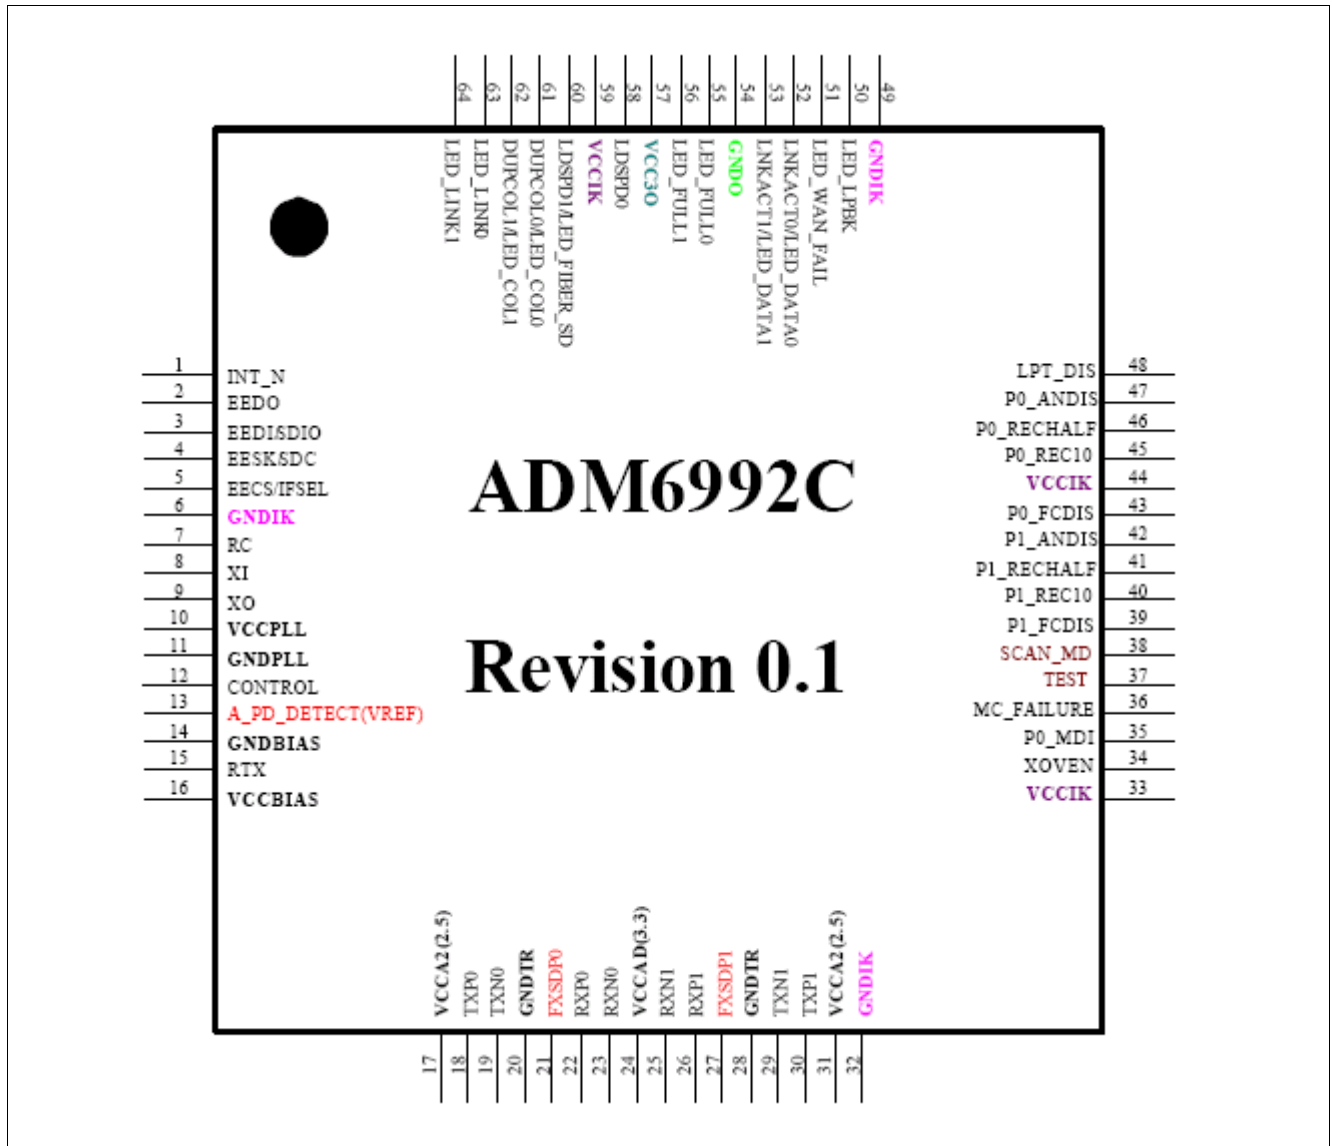 64 63 62 61 60 59 58 57 56 55 54 53 52 51 50 49
LED_LINK1
LED_LINK0
DUPCOL1/LED_COL1
DUPCOL0/LED_COL0
LDSPD1/LED_FIBER_SD
VCCIK
LDSPD0
VCC3O
LED_FULL1
LED_FULL0
GNDO
LNKACT1/LED_DATA1
LNKACT0/LED_DATA0
LED_WAN_FAIL
LED_LPBK
GNDIK
1 INT_N
2 EEDO
3 EEDI/SDIO
4 EESK/SDC
5 EECS/IFSEL
6 GNDIK
7 RC
8 XI
9 XO
10 VCCPLL
11 GNDPLL
12 CONTROL
13 A_PD_DETECT(VREF)
14 GNDBIAS
15 RTX
16 VCCBIAS
ADM6992C
Revision 0.1
LPT_DIS 48
P0_ANDIS 47
P0_RECHALF 46
P0_REC10 45
VCCIK 44
P0_FCDIS 43
P1_ANDIS 42
P1_RECHALF 41
P1_REC10 40
P1_FCDIS 39
SCAN_MD 38
TEST 37
MC_FAILURE 36
P0_MDI 35
XOVEN 34
VCCIK 33
VCCA2(2.5)
TXP0
TXN0
GNDTR
FXSDP0
RXP0
RXN0
VCCAD(3.3)
RXN1
RXP1
FXSDP1
GNDTR
TXN1
TXP1
VCCA2(2.5)
GNDIK
17 18 19 20 21 22 23 24 25 26 27 28 29 30 31 32